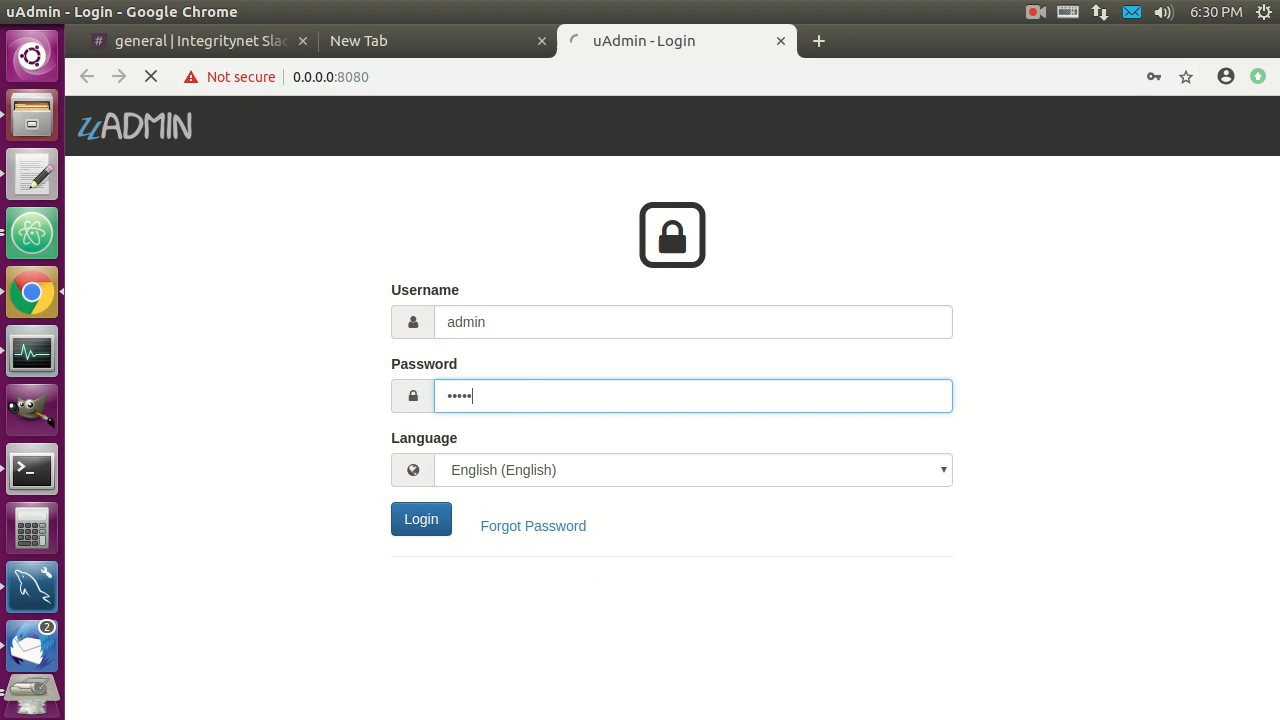 uAdmin - Login - Google Chrome
6:30 PM
# general | Integritynet Slac
New Tab
uAdmin - Login
Not secure
0.0.0.0:8080
uADMIN
Username
admin
Password
•••••
Language
English (English)
Login
Forgot Password
2